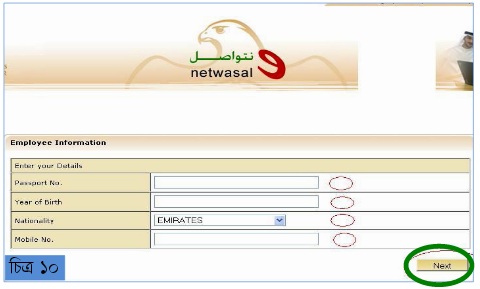 نتواصل
netwasal
Employee Information
Enter your Details
Passport No.
Year of Birth
Nationality EMIRATES
Mobile No.
চিত্র ১০
Next